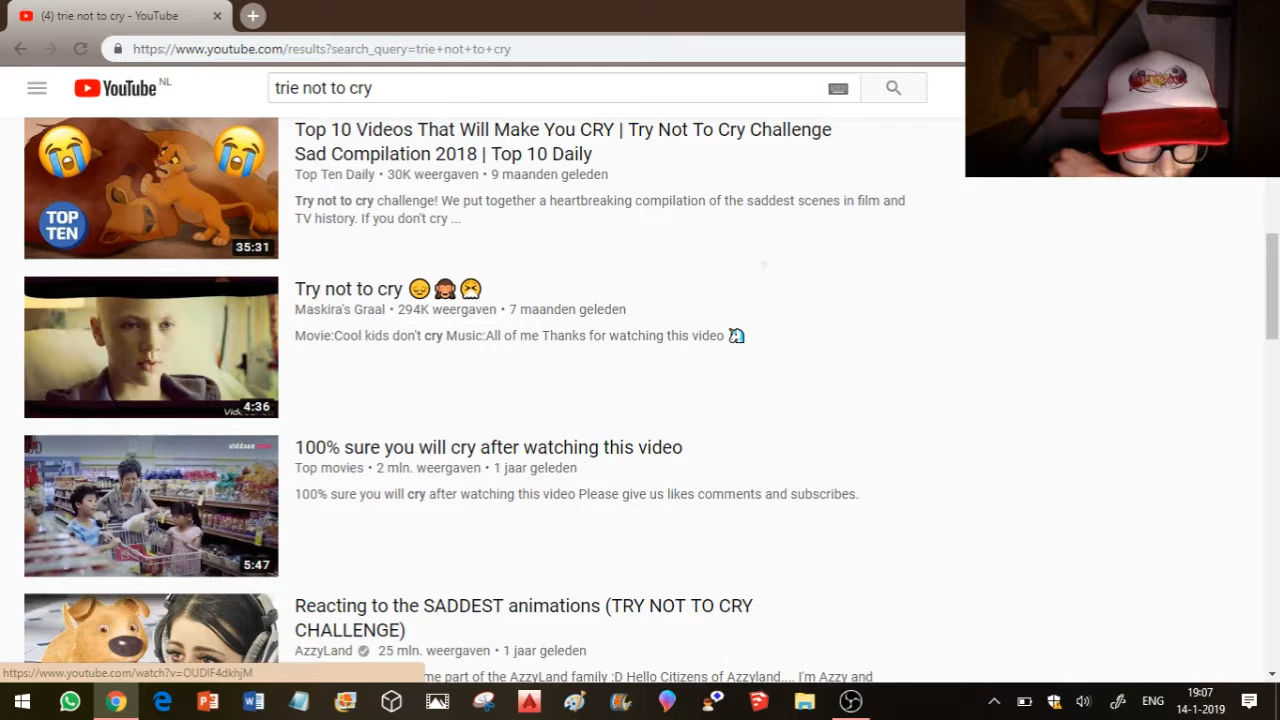 (4) trie not to cry - YouTube
https://www.youtube.com/results?search_query=trie+not+to+cry
YouTube NL
trie not to cry
Top 10 Videos That Will Make You CRY | Try Not To Cry Challenge
Sad Compilation 2018 | Top 10 Daily
Top Ten Daily • 30K weergaven • 9 maanden geleden
Try not to cry challenge! We put together a heartbreaking compilation of the saddest scenes in film and
TV history. If you don't cry ...
TOP
TEN
35:31
Try not to cry 😞🙊😭
Maskira's Graal • 294K weergaven • 7 maanden geleden
Movie:Cool kids don't cry Music:All of me Thanks for watching this video
4:36
100% sure you will cry after watching this video
Top movies • 2 mln. weergaven • 1 jaar geleden
100% sure you will cry after watching this video Please give us likes comments and subscribes.
viddsee
5:47
Reacting to the SADDEST animations (TRY NOT TO CRY
CHALLENGE)
AzzyLand 25 mln. weergaven • 1 jaar geleden
me part of the AzzyLand family :D Hello Citizens of Azzyland.... I'm Azzy and
https://www.youtube.com/watch?v=OUDIF4dkhjM
ENG
19:07
14-1-2019